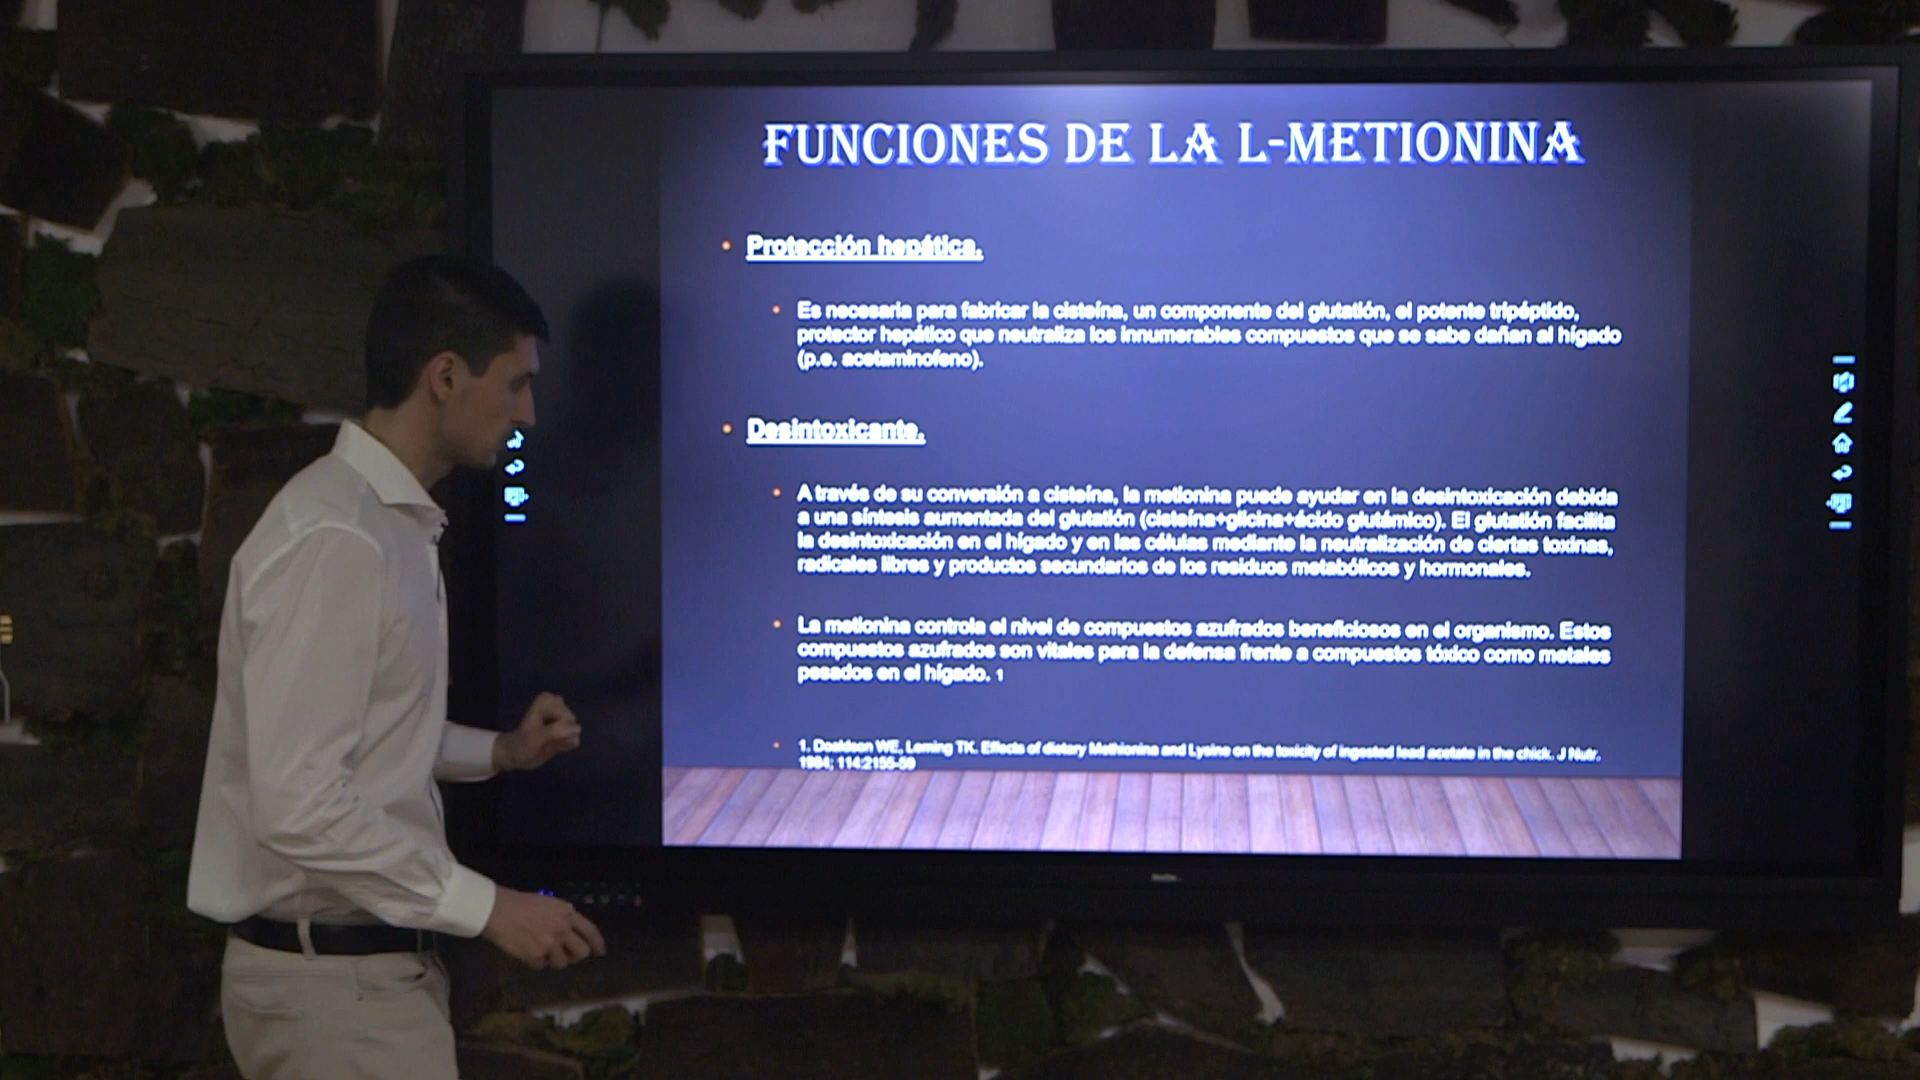 FUNCIONES DE LA L-METIONINA
Protección hepática.
Es necesaria para fabricar la cisteína, un componente del glutatión, el potente tripéptido,
protector hepático que neutraliza los innumerables compuestos que se sabe dañan al hígado
(p.e. acetaminofeno).
Desintoxicante.
A través de su conversión a cisteína, la metionina puede ayudar en la desintoxicación debida
a una síntesis aumentada del glutatión (cisteína+glicina+ácido glutámico). El glutatión facilita
la desintoxicación en el hígado y en las células mediante la neutralización de ciertas toxinas,
radicales libres y productos secundarios de los residuos metabólicos y hormonales.
La metionina controla el nivel de compuestos azufrados beneficiosos en el organismo. Estos
compuestos azufrados son vitales para la defensa frente a compuestos tóxico como metales
pesados en el hígado. 1
1. Doaldson WE, Leming TK. Effects of dietary Methionina and Lysine on the toxicity of ingested lead acetate in the chick. J Nutr.
1984; 114:2155-59